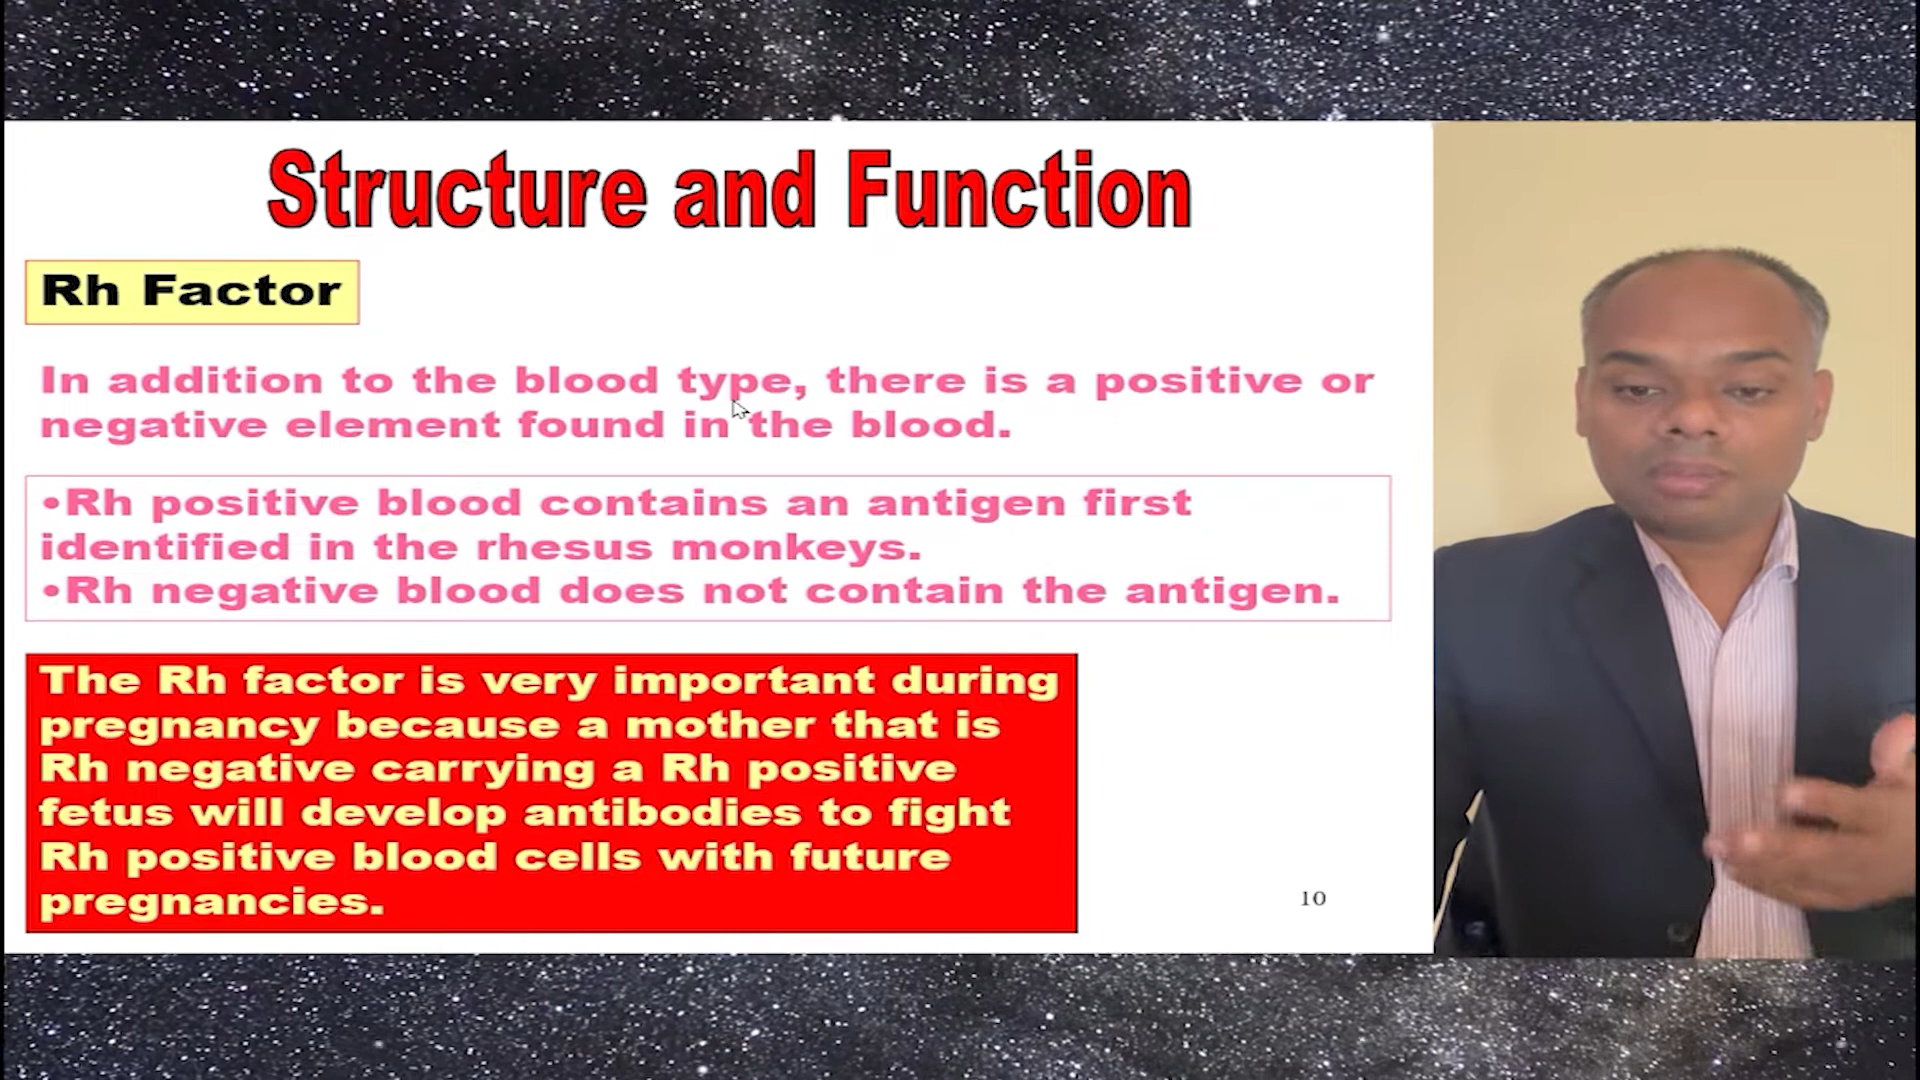 Structure and Function
Rh Factor
In addition to the blood type, there is a positive or
negative element found in the blood.
•Rh positive blood contains an antigen first
identified in the rhesus monkeys.
•Rh negative blood does not contain the antigen.
The Rh factor is very important during
pregnancy because a mother that is
Rh negative carrying a Rh positive
fetus will develop antibodies to fight
Rh positive blood cells with future
pregnancies.
10